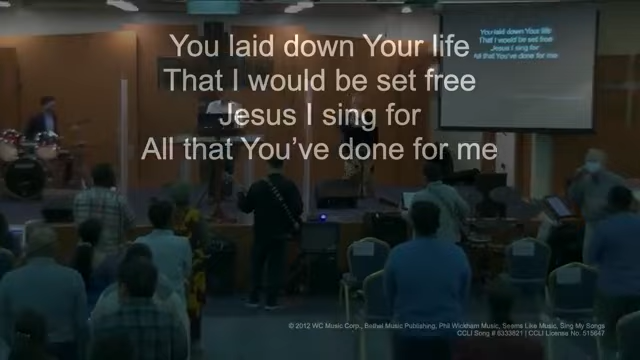 You laid down Your life
That I would be set free
Jesus I sing for
All that You've done for me
You laid down Your life
That I would be set free
Jesus I sing for
All that You've done for me
© 2012 WC Music Corp., Bethel Music Publishing, Phil Wickham Music, Seems Like Music, Sing My Songs
CCLI Song # 6333821 | CCLI License No. 515647